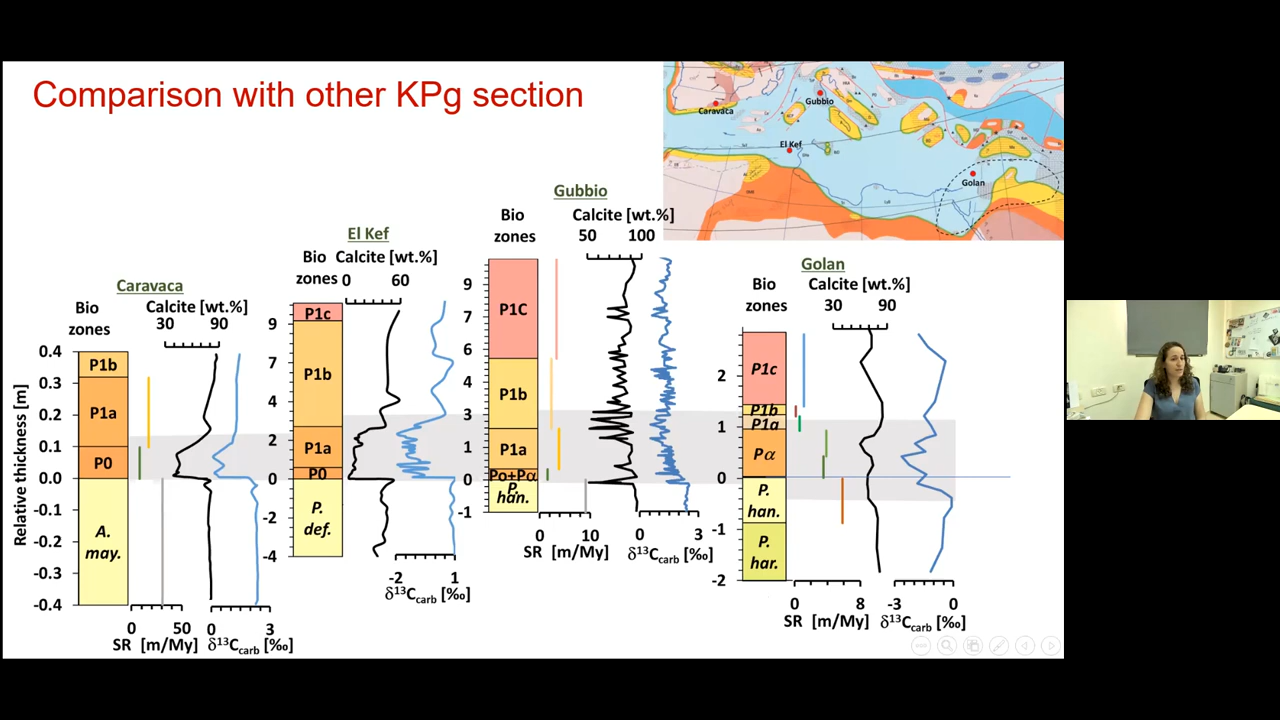 Comparison with other KPg section
Caravaca
Gubbio
El Kef
Golan
Caravaca
Bio zones
Calcite [wt.%]
30 90
0.4
0.3
0.2
0.1
0.0
-0.1
-0.2
-0.3
-0.4
Relative thickness [m]
P1b
P1a
P0
A. may.
0 50 0 3
SR [m/My] δ13Ccarb [‰]
El Kef
Bio zones
Calcite [wt.%]
0 60
9
7
4
2
0
-2
-4
P1c
P1b
P1a
P0
P. def.
-2 1
δ13Ccarb [‰]
Gubbio
Bio zones
Calcite [wt.%]
50 100
9
7
6
4
3
1
0
-1
P1C
P1b
P1a
Po+Pα
P. han.
0 10 0 3
SR [m/My] δ13Ccarb [‰]
Golan
Bio zones
Calcite [wt.%]
30 90
2
1
0
-1
-2
P1c
P1b
P1a
Pα
P. han.
P. har.
0 8 -3 0
SR [m/My] δ13Ccarb [‰]